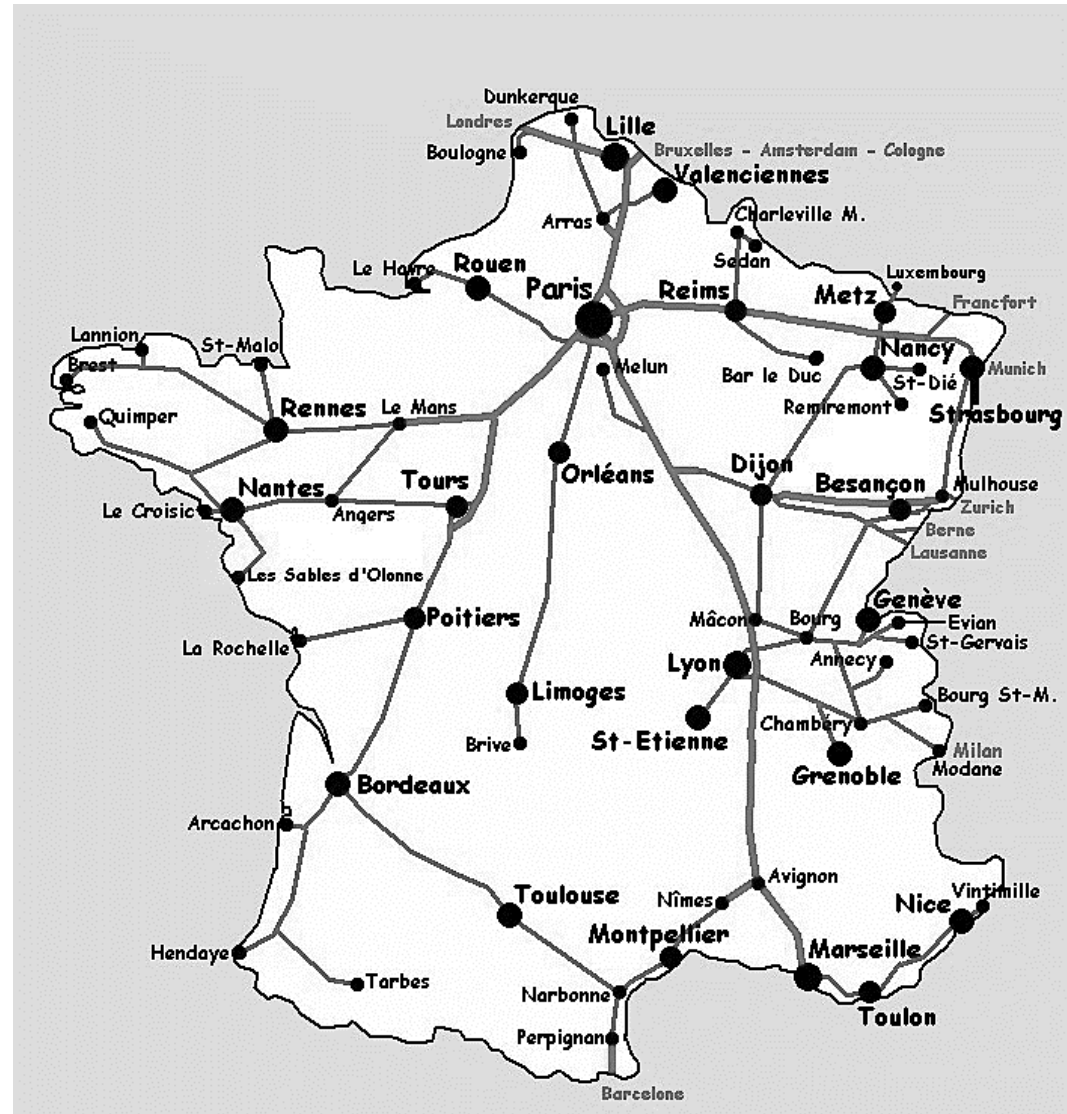 Dunkerque
Londres
Lille
Boulogne
Bruxelles - Amsterdam - Cologne
Valenciennes
Arras
Charleville M.
Sedan
Le Havre
Rouen
Paris
Reims
Metz
Luxembourg
Francfort
Lannion
St-Malo
Brest
Melun
Bar le Duc
Nancy
St-Dié
Munich
Remiremont
Strasbourg
Quimper
Rennes
Le Mans
Orléans
Dijon
Besançon
Mulhouse
Zurich
Berne
Lausanne
Le Croisic
Nantes
Angers
Tours
Les Sables d'Olonne
Poitiers
La Rochelle
Mâcon
Bourg
Genève
Evian
St-Gervais
Annecy
Lyon
Limoges
Bourg St-M.
Chambéry
St-Etienne
Brive
Milan
Grenoble
Modane
Bordeaux
Arcachon
Avignon
Nîmes
Toulouse
Montpellier
Nice
Vintimille
Marseille
Hendaye
Tarbes
Narbonne
Toulon
Perpignan
Barcelone